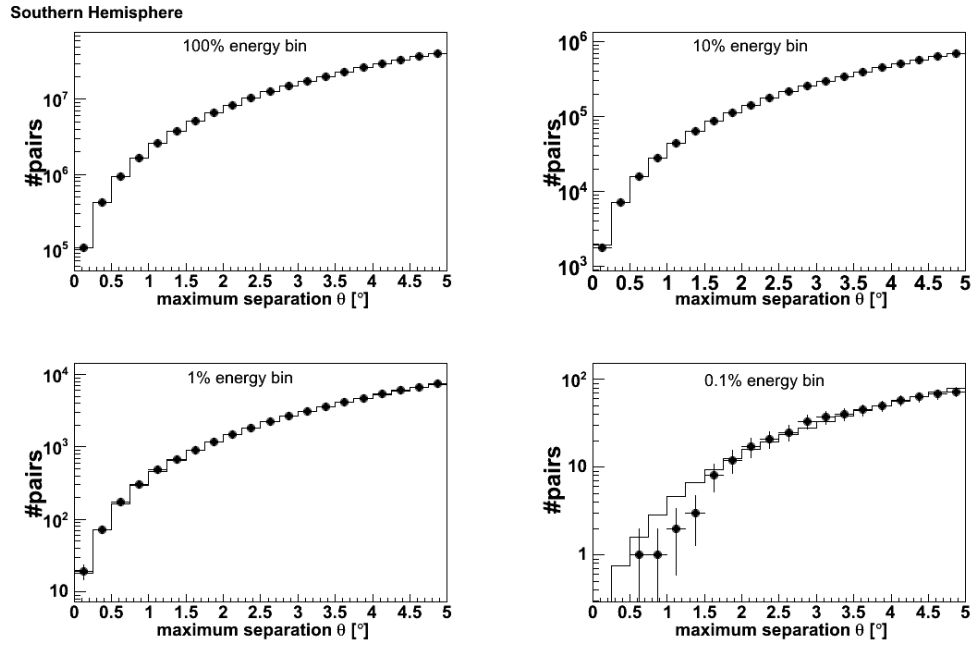 Southern Hemisphere
100% energy bin
#pairs
10^7
10^6
10^5
0 0.5 1 1.5 2 2.5 3 3.5 4 4.5 5
maximum separation θ [°]
10% energy bin
#pairs
10^6
10^5
10^4
10^3
0 0.5 1 1.5 2 2.5 3 3.5 4 4.5 5
maximum separation θ [°]
1% energy bin
#pairs
10^4
10^3
10^2
10
0 0.5 1 1.5 2 2.5 3 3.5 4 4.5 5
maximum separation θ [°]
0.1% energy bin
#pairs
10^2
10
1
0 0.5 1 1.5 2 2.5 3 3.5 4 4.5 5
maximum separation θ [°]